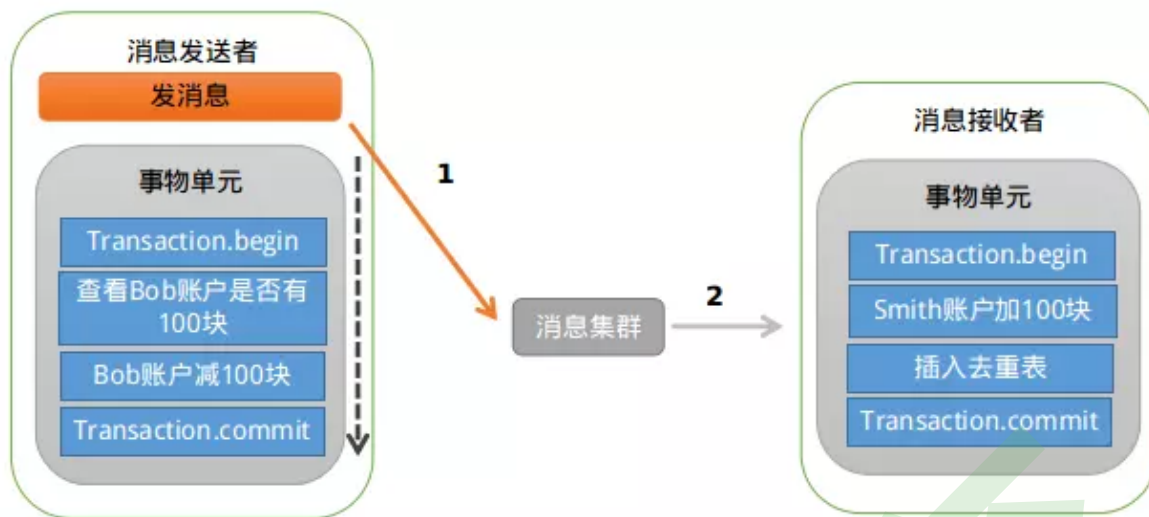 消息发送者
发消息
事物单元
Transaction.begin
查看Bob账户是否有
100块
Bob账户减100块
Transaction.commit
1
消息集群
2
消息接收者
事物单元
Transaction.begin
Smith账户加100块
插入去重表
Transaction.commit